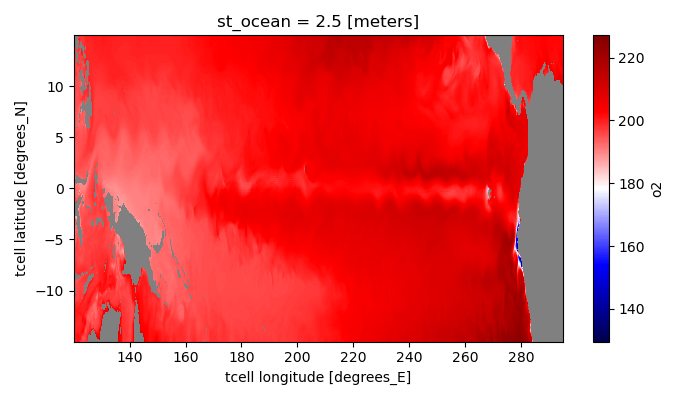 st_ocean = 2.5 [meters]
tcell latitude [degrees_N]
10
5
0
−5
−10
140 160 180 200 220 240 260 280
tcell longitude [degrees_E]
220
200
180
160
140
o2